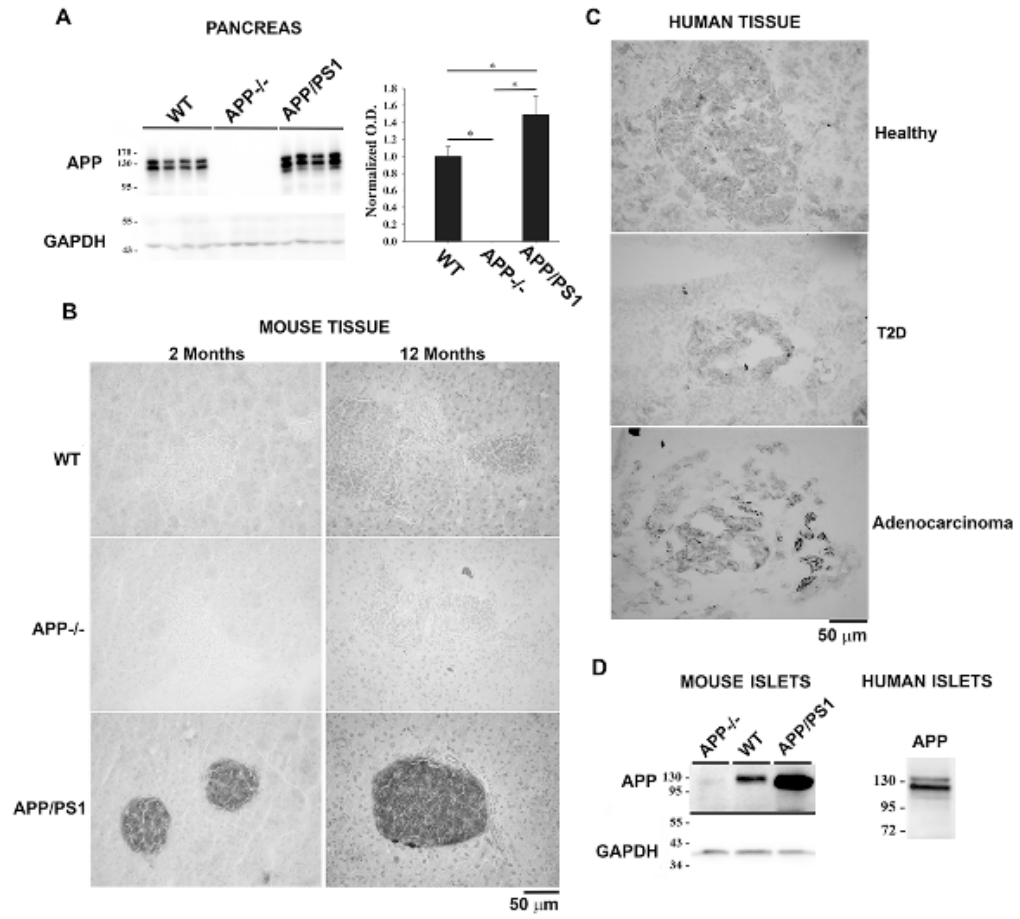 A
PANCREAS
WT
APP-/-
APP/PS1
APP
130 -
95 -
55 -
GAPDH
43 -
Normalized O.D.
1.8
1.6
1.4
1.2
1.0
0.8
0.6
0.4
0.2
0.0
*
*
*
WT
APP-/-
APP/PS1
B
MOUSE TISSUE
2 Months
12 Months
WT
APP-/-
APP/PS1
50 µm
C
HUMAN TISSUE
Healthy
T2D
Adenocarcinoma
50 µm
D
MOUSE ISLETS
APP-/-
WT
APP/PS1
APP
130 -
95 -
55 -
43 -
GAPDH
34 -
HUMAN ISLETS
APP
130 -
95 -
72 -